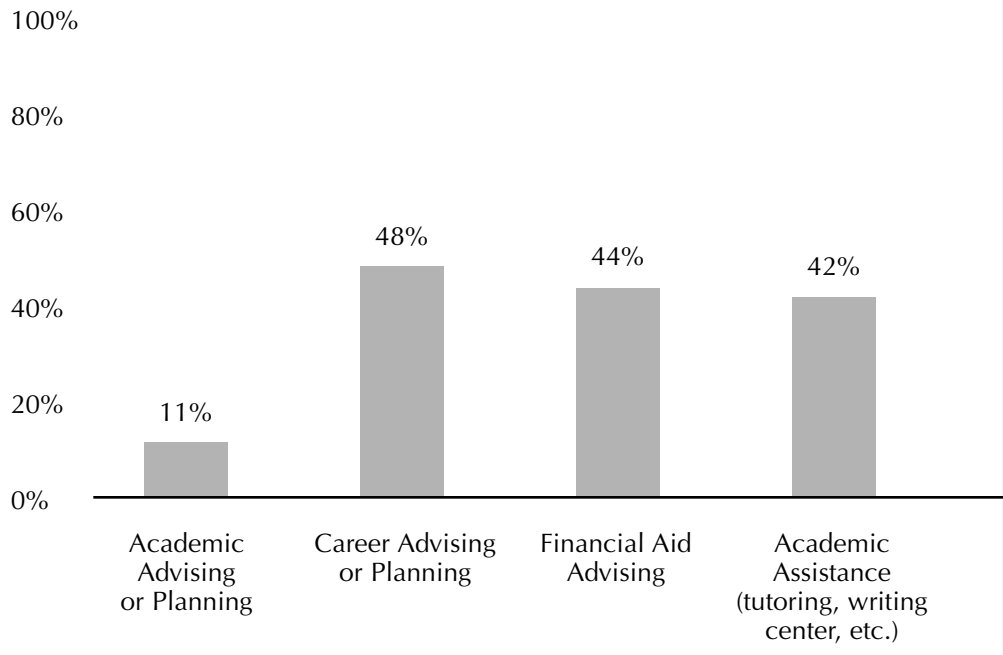 100%
80%
60%
40%
20%
0%
11%
48%
44%
42%
Academic
Advising
or Planning
Career Advising
or Planning
Financial Aid
Advising
Academic
Assistance
(tutoring, writing
center, etc.)